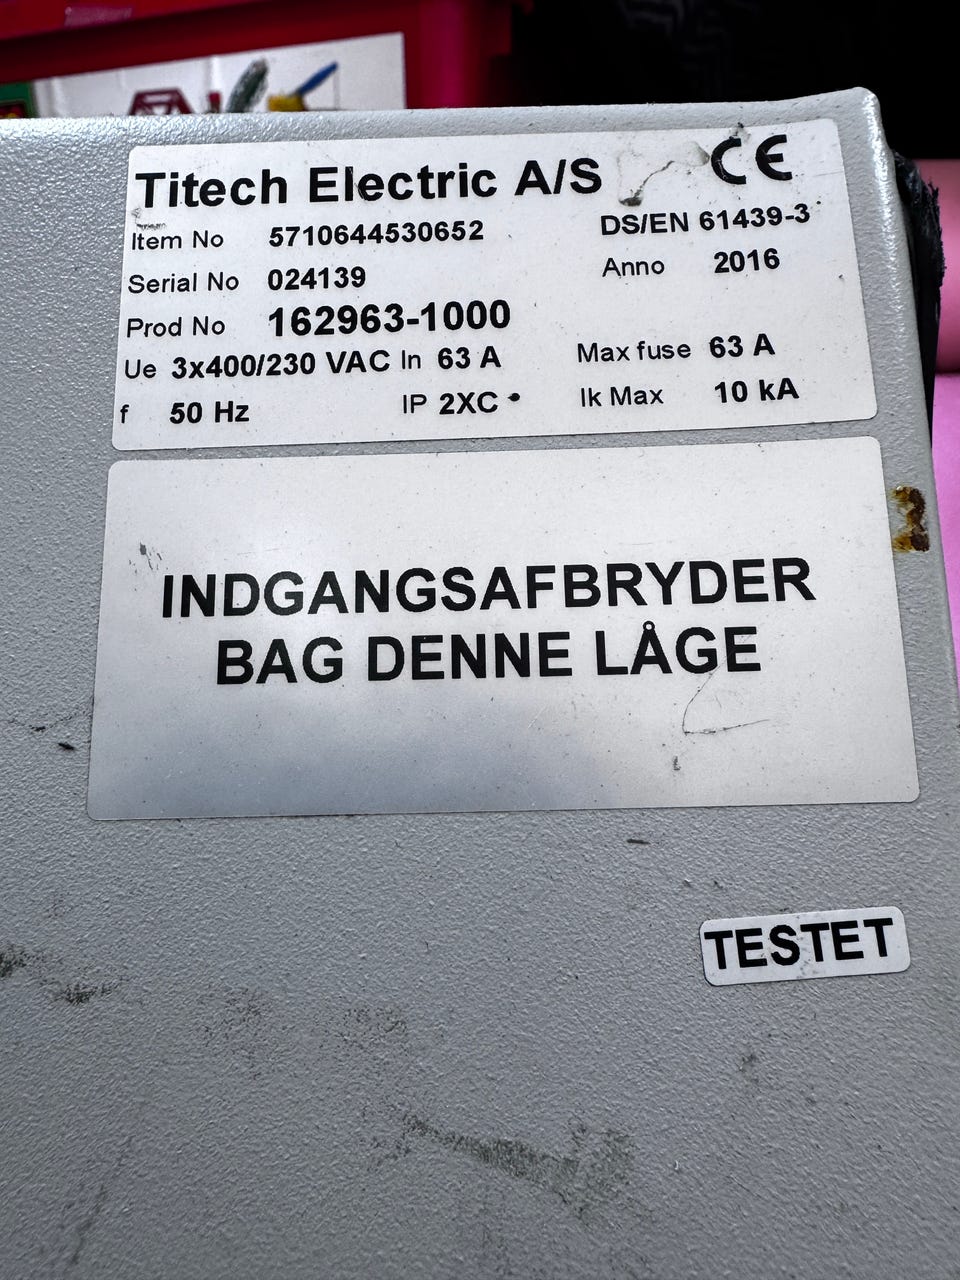 Titech Electric A/S CE
Item No 5710644530652 DS/EN 61439-3
Serial No 024139 Anno 2016
Prod No 162963-1000
Ue 3x400/230 VAC In 63 A Max fuse 63 A
f 50 Hz IP 2XC Ik Max 10 kA
INDGANGSAFBRYDER
BAG DENNE LÅGE
TESTET